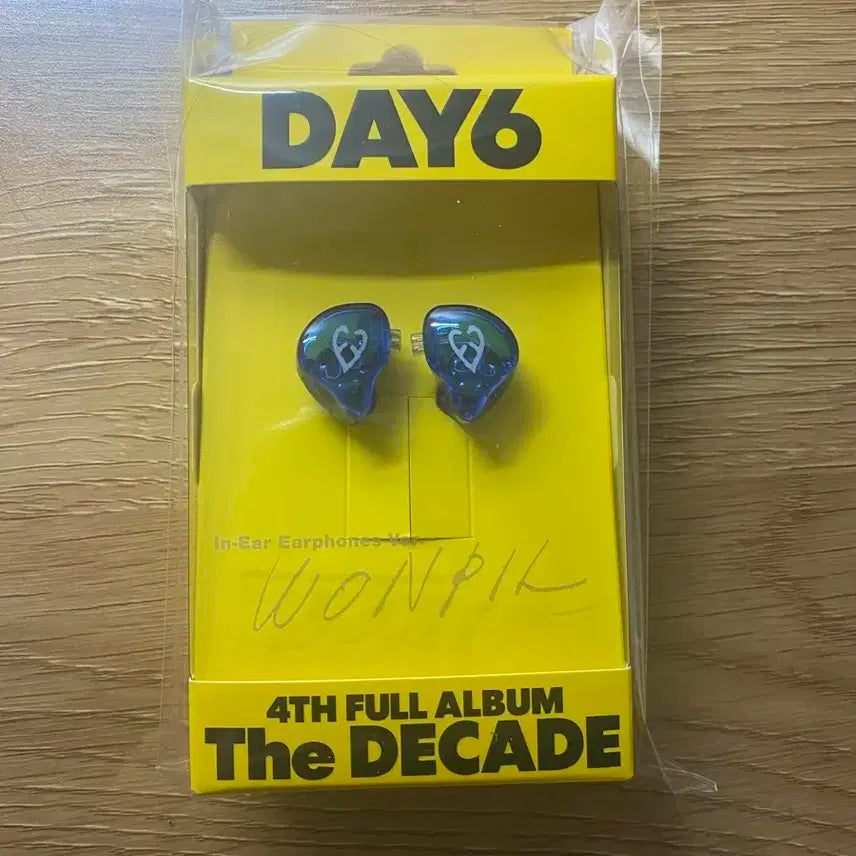 DAY6
In-Ear Earphones Ver.
WONPIL
4TH FULL ALBUM
The DECADE